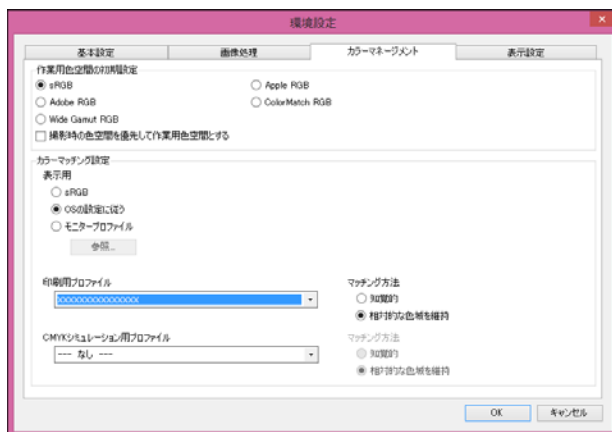 環境設定
基本設定 画像処理 カラーマネージメント 表示設定
作業用色空間の初期設定
sRGB Apple RGB
Adobe RGB ColorMatch RGB
Wide Gamut RGB
撮影時の色空間を優先して作業用色空間とする
カラーマッチング設定
表示用
sRGB
OSの設定に従う
モニタープロファイル
参照...
印刷用プロファイル マッチング方法
XXXXXXXXXXXXXXX 知覚的
相対的な色域を維持
CMYKシミュレーション用プロファイル マッチング方法
--- なし --- 知覚的
相対的な色域を維持
OK キャンセル